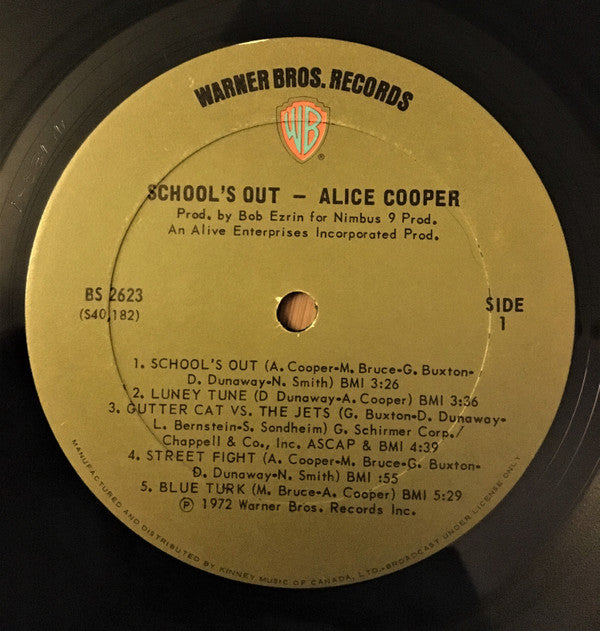 WARNER BROS. RECORDS
WB
®
SCHOOL'S OUT – ALICE COOPER
Prod. by Bob Ezrin for Nimbus 9 Prod.
An Alive Enterprises Incorporated Prod.
BS 2623
(S40,182)
SIDE
1
1. SCHOOL'S OUT (A. Cooper-M. Bruce-G. Buxton-
D. Dunaway-N. Smith) BMI 3:26
2. LUNEY TUNE (D Dunaway-A. Cooper) BMI 3:36
3. GUTTER CAT VS. THE JETS (G. Buxton-D. Dunaway-
L. Bernstein-S. Sondheim) G. Schirmer Corp./
Chappell & Co., Inc. ASCAP & BMI 4:39
4. STREET FIGHT (A. Cooper-M. Bruce-G. Buxton-
D. Dunaway-N. Smith) BMI :55
5. BLUE TURK (M. Bruce-A. Cooper) BMI 5:29
℗ 1972 Warner Bros. Records Inc.
MANUFACTURED AND DISTRIBUTED BY KINNEY MUSIC OF CANADA, LTD.-BROADCAST UNDER LICENSE ONLY